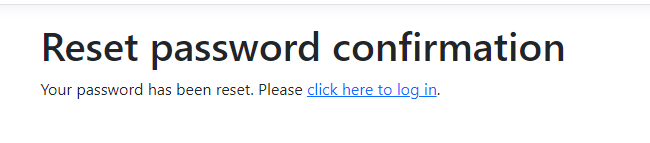 Reset password confirmation
Your password has been reset. Please click here to log in.